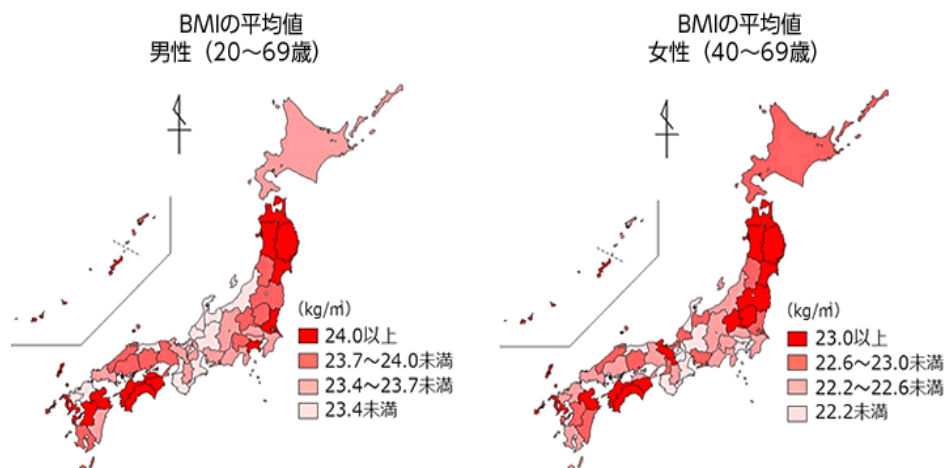 BMIの平均値
男性（20～69歳）
(kg/㎡)
24.0以上
23.7～24.0未満
23.4～23.7未満
23.4未満
BMIの平均値
女性（40～69歳）
(kg/㎡)
23.0以上
22.6～23.0未満
22.2～22.6未満
22.2未満